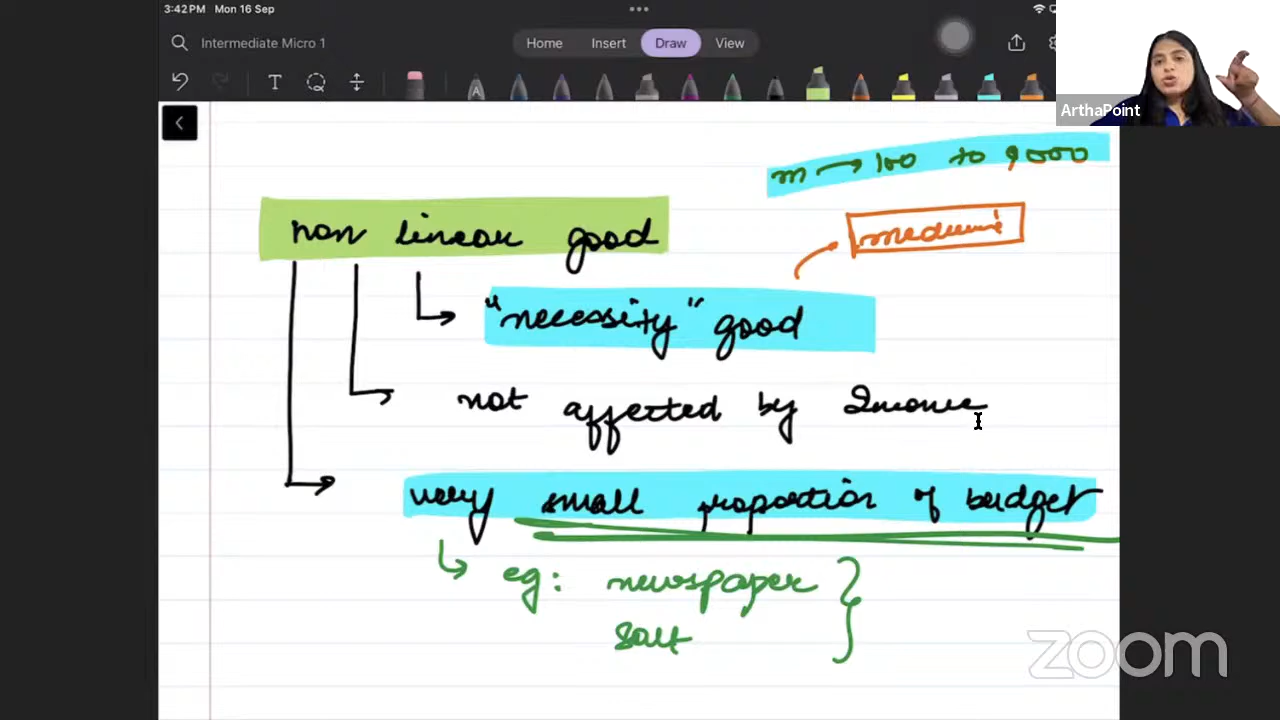 3:42 PM Mon 16 Sep
Intermediate Micro 1
Home Insert Draw View
ArthaPoint
m → 100 to 9000
non linear good
medicine
"necessity" good
not affected by Income
very small proportion of budget
eg: newspaper
Salt
zoom